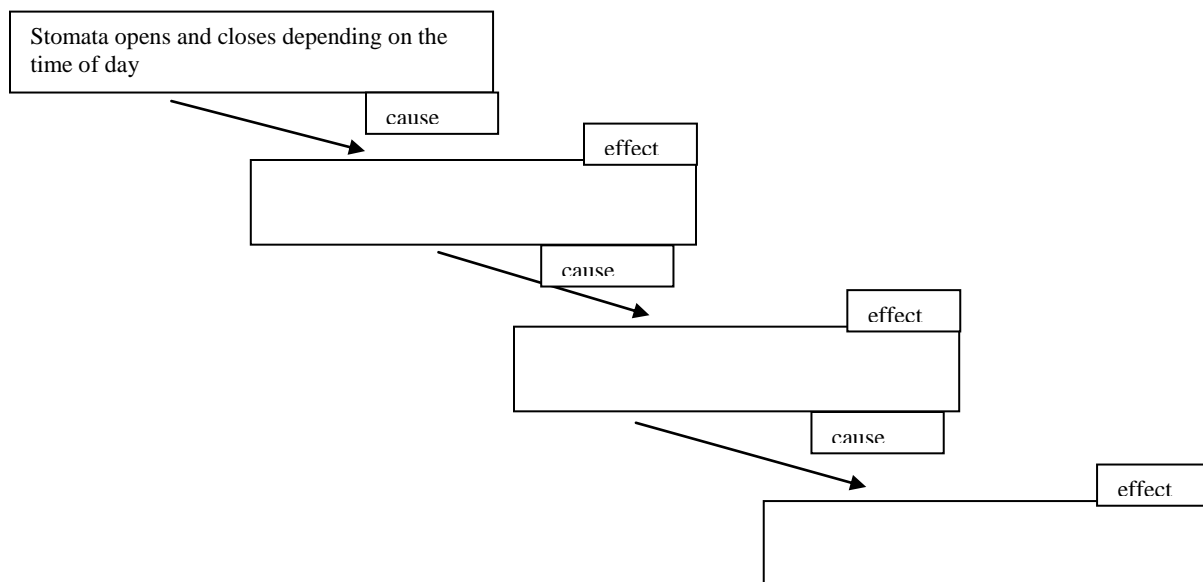 Stomata opens and closes depending on the
time of day
cause
effect
cause
effect
cause
effect